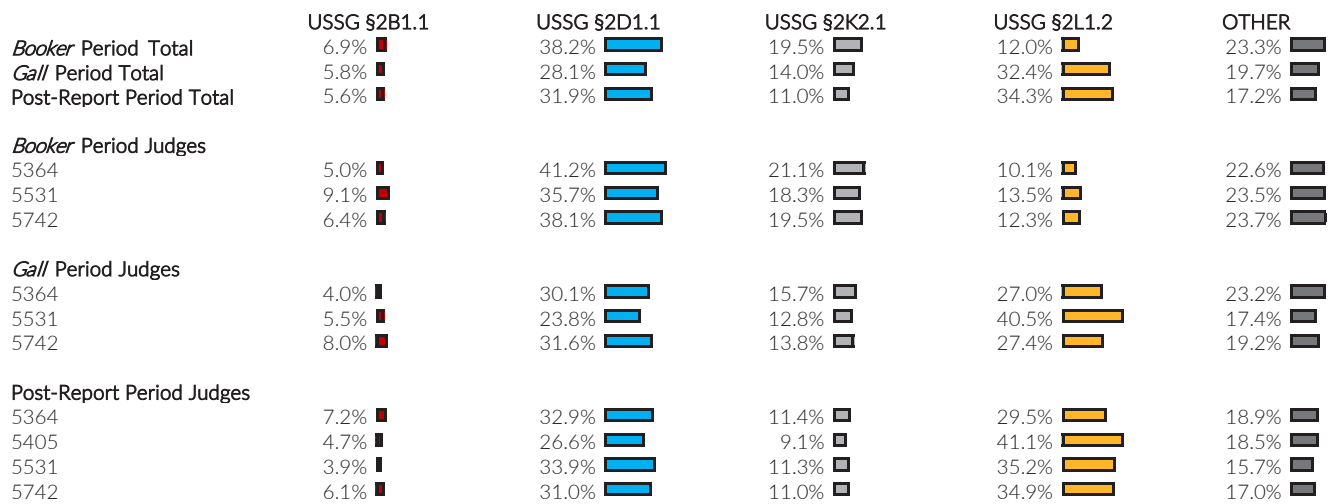 USSG §2B1.1 USSG §2D1.1 USSG §2K2.1 USSG §2L1.2 OTHER
Booker Period Total 6.9% 38.2% 19.5% 12.0% 23.3%
Gall Period Total 5.8% 28.1% 14.0% 32.4% 19.7%
Post-Report Period Total 5.6% 31.9% 11.0% 34.3% 17.2%
Booker Period Judges
5364 5.0% 41.2% 21.1% 10.1% 22.6%
5531 9.1% 35.7% 18.3% 13.5% 23.5%
5742 6.4% 38.1% 19.5% 12.3% 23.7%
Gall Period Judges
5364 4.0% 30.1% 15.7% 27.0% 23.2%
5531 5.5% 23.8% 12.8% 40.5% 17.4%
5742 8.0% 31.6% 13.8% 27.4% 19.2%
Post-Report Period Judges
5364 7.2% 32.9% 11.4% 29.5% 18.9%
5405 4.7% 26.6% 9.1% 41.1% 18.5%
5531 3.9% 33.9% 11.3% 35.2% 15.7%
5742 6.1% 31.0% 11.0% 34.9% 17.0%